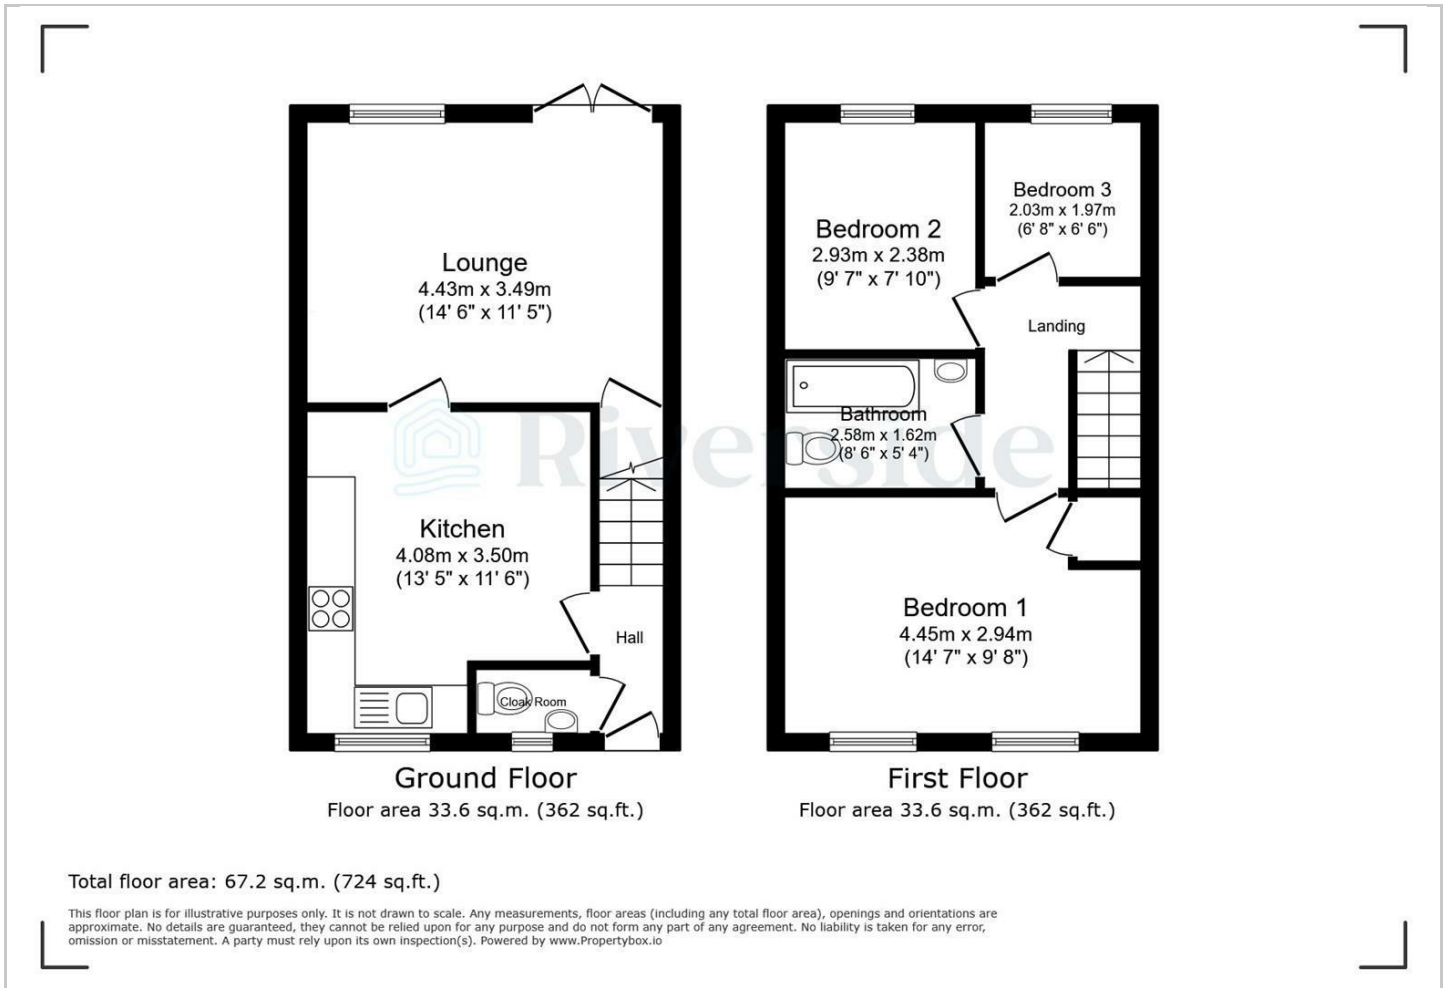 Lounge
4.43m x 3.49m
(14' 6" x 11' 5")
Kitchen
4.08m x 3.50m
(13' 5" x 11' 6")
Hall
Cloak Room
Ground Floor
Floor area 33.6 sq.m. (362 sq.ft.)
Bedroom 2
2.93m x 2.38m
(9' 7" x 7' 10")
Bedroom 3
2.03m x 1.97m
(6' 8" x 6' 6")
Landing
Bathroom
2.58m x 1.62m
(8' 6" x 5' 4")
Bedroom 1
4.45m x 2.94m
(14' 7" x 9' 8")
First Floor
Floor area 33.6 sq.m. (362 sq.ft.)
Riverside
Total floor area: 67.2 sq.m. (724 sq.ft.)
This floor plan is for illustrative purposes only. It is not drawn to scale. Any measurements, floor areas (including any total floor area), openings and orientations are
approximate. No details are guaranteed, they cannot be relied upon for any purpose and do not form any part of any agreement. No liability is taken for any error,
omission or misstatement. A party must rely upon its own inspection(s). Powered by www.Propertybox.io